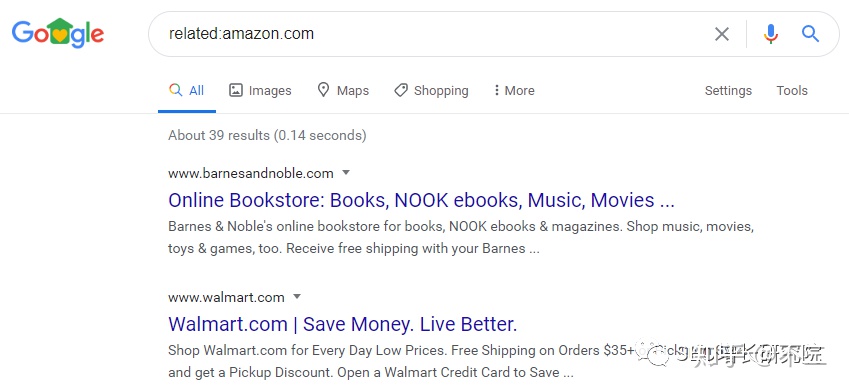 Google
related:amazon.com
All Images Maps Shopping More Settings Tools
About 39 results (0.14 seconds)
www.barnesandnoble.com
Online Bookstore: Books, NOOK ebooks, Music, Movies ...
Barnes & Noble's online bookstore for books, NOOK ebooks & magazines. Shop music, movies,
toys & games, too. Receive free shipping with your Barnes ...
www.walmart.com
Walmart.com | Save Money. Live Better.
Shop Walmart.com for Every Day Low Prices. Free Shipping on Orders $35+
and get a Pickup Discount. Open a Walmart Credit Card to Save ...